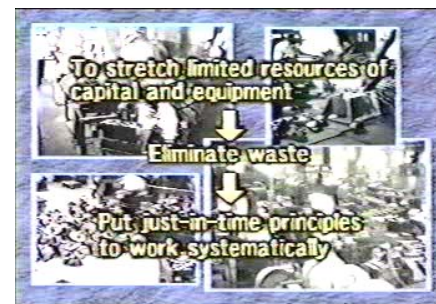 To stretch limited resources of
capital and equipment
Eliminate waste
Put just-in-time principles
to work systematically